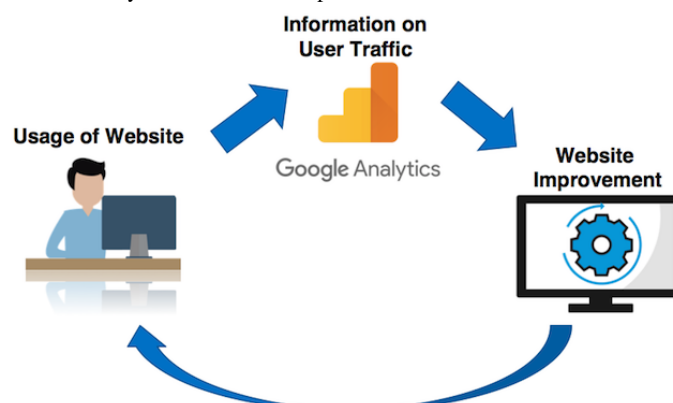 Information on
User Traffic
Usage of Website
Google Analytics
Website
Improvement